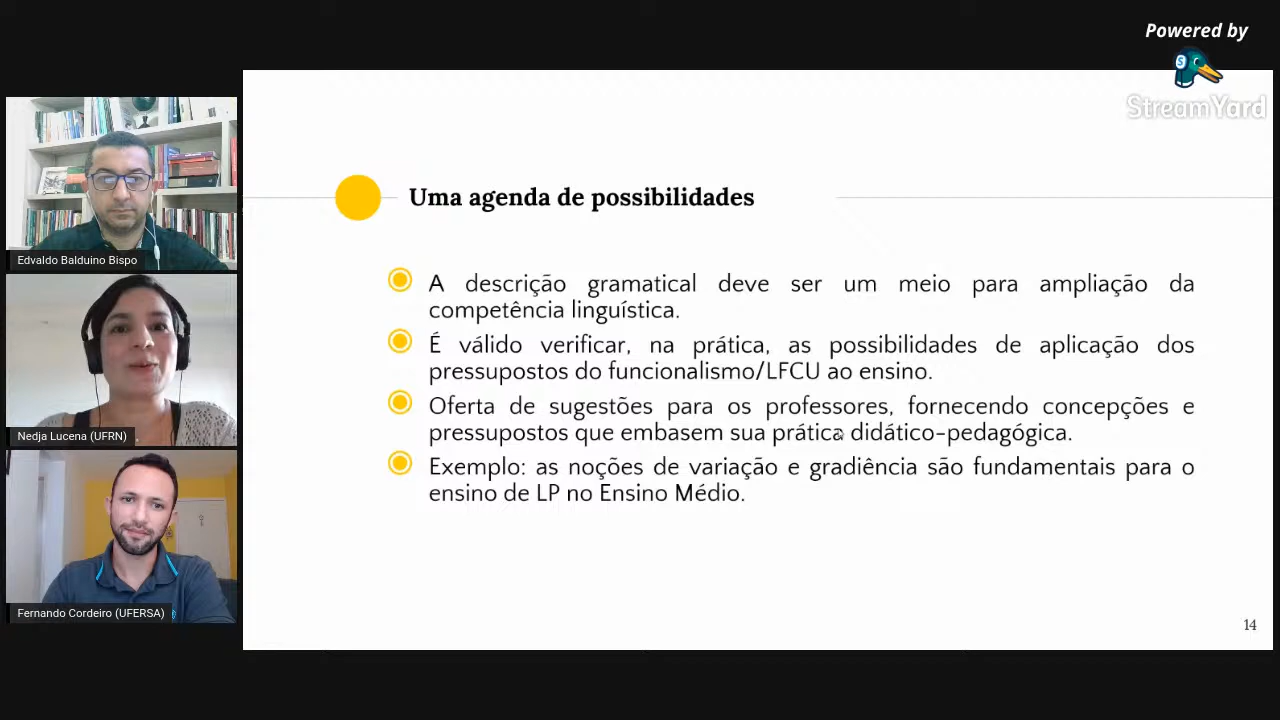 Powered by
StreamYard
Edvaldo Balduino Bispo
Nedja Lucena (UFRN)
Fernando Cordeiro (UFERSA)
Uma agenda de possibilidades
A descrição gramatical deve ser um meio para ampliação da
competência linguística.
É válido verificar, na prática, as possibilidades de aplicação dos
pressupostos do funcionalismo/LFCU ao ensino.
Oferta de sugestões para os professores, fornecendo concepções e
pressupostos que embasem sua prática didático-pedagógica.
Exemplo: as noções de variação e gradiência são fundamentais para o
ensino de LP no Ensino Médio.
14